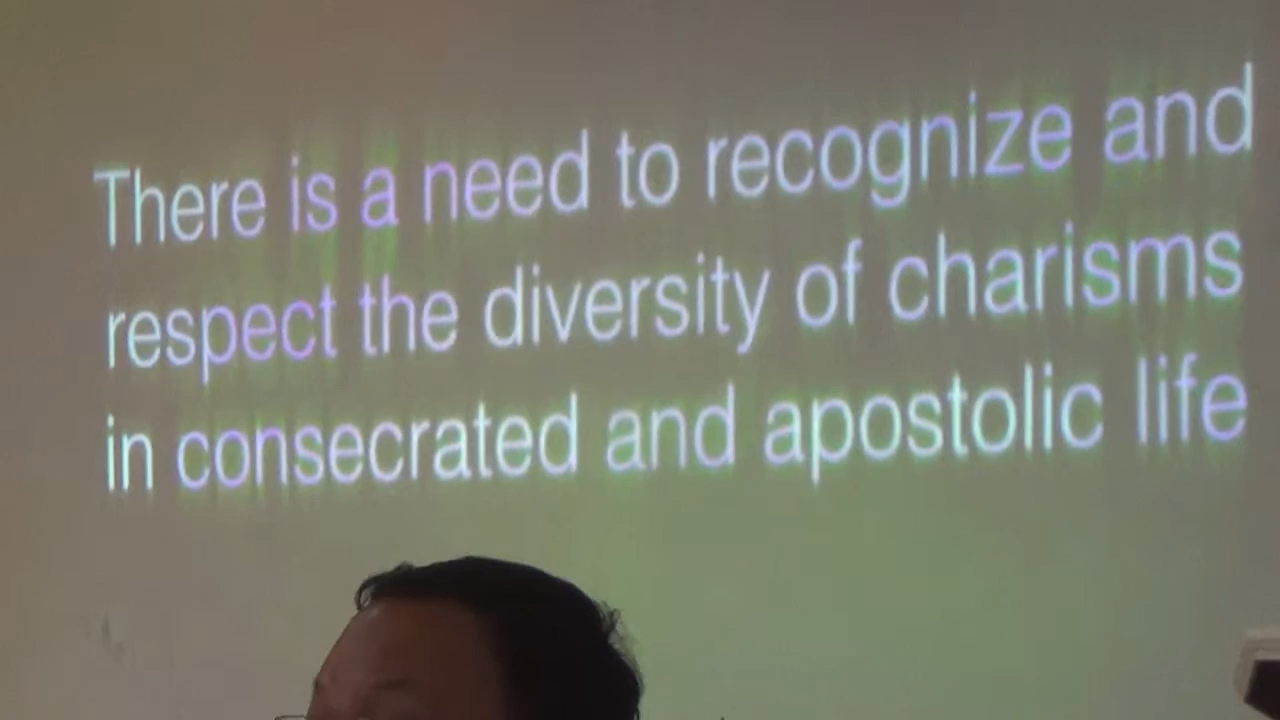 There is a need to recognize and
respect the diversity of charisms
in consecrated and apostolic life